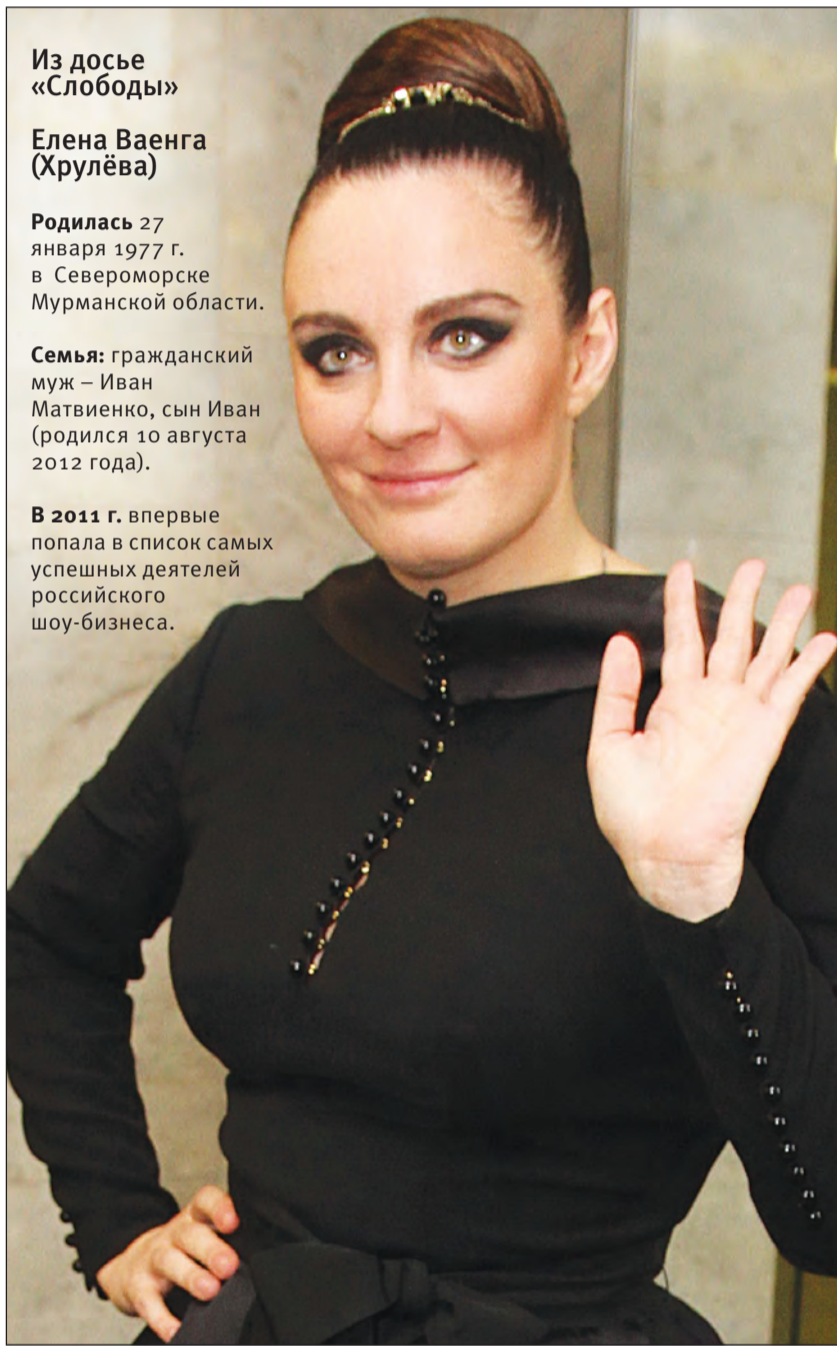 Из досье
«Слободы»
Елена Ваенга
(Хрулёва)
Родилась 27
января 1977 г.
в Североморске
Мурманской области.
Семья: гражданский
муж – Иван
Матвиенко, сын Иван
(родился 10 августа
2012 года).
В 2011 г. впервые
попала в список самых
успешных деятелей
российского
шоу-бизнеса.